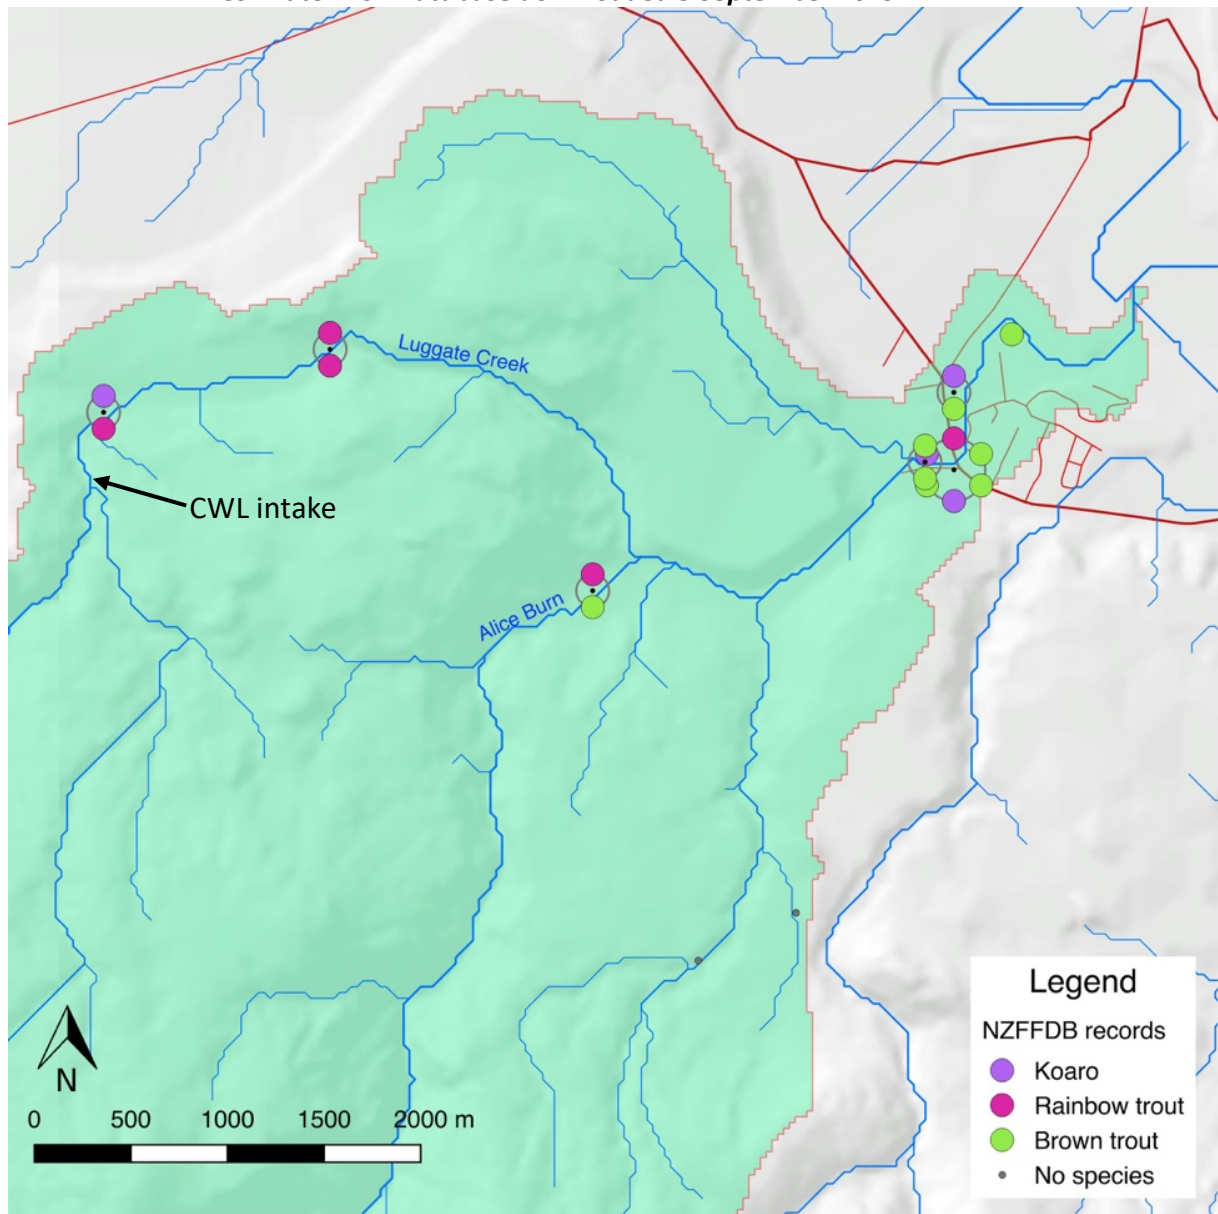 Luggate Creek
CWL intake
Alice Burn
N
0 500 1000 1500 2000 m
Legend
NZFFDB records
Koaro
Rainbow trout
Brown trout
No species